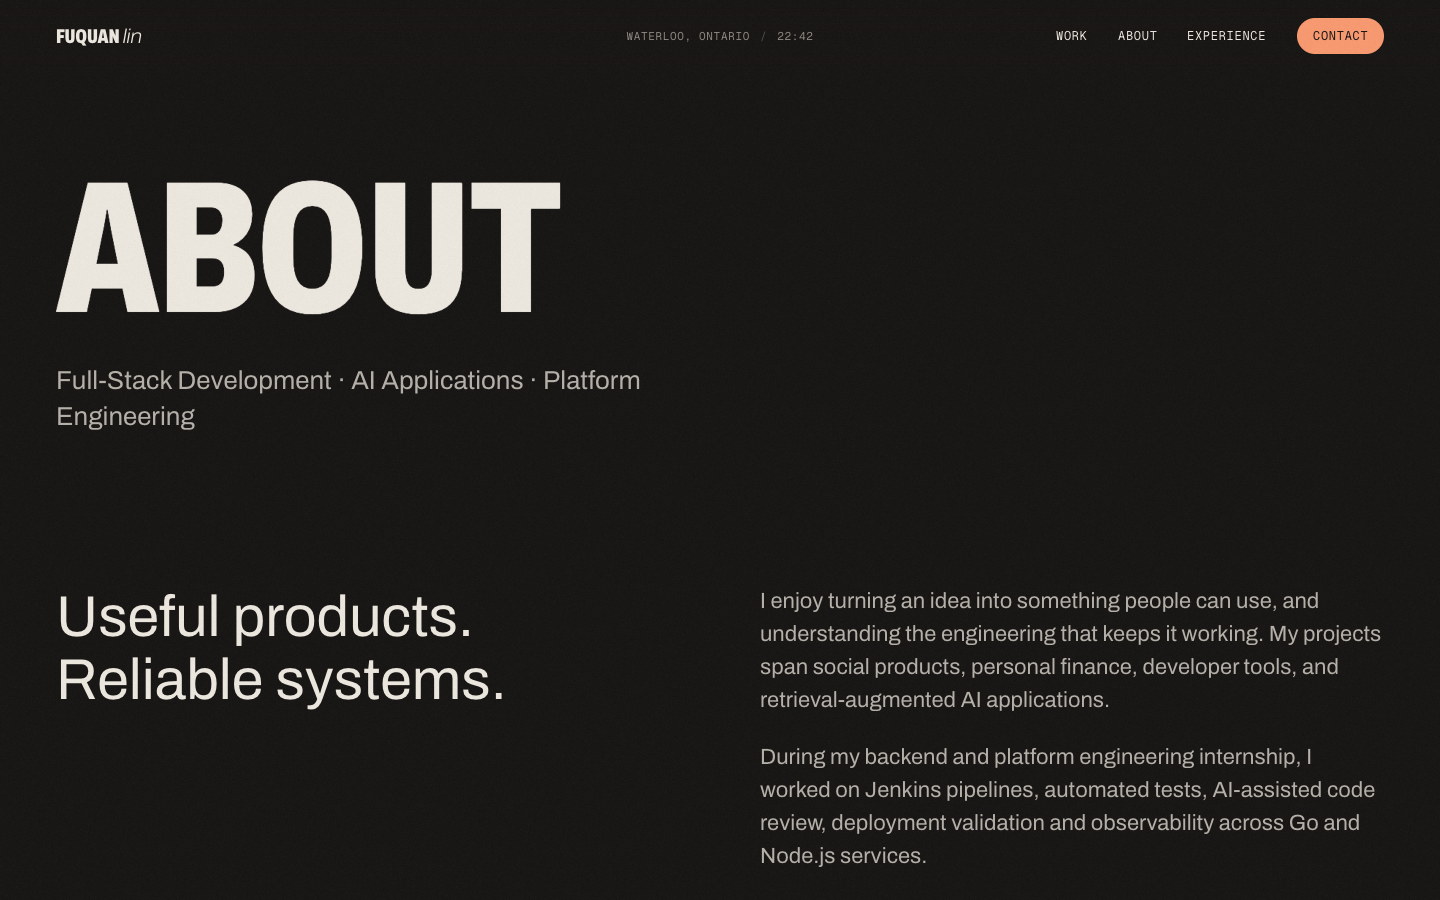 FUQUAN lin
WATERLOO, ONTARIO / 22:42
WORK
ABOUT
EXPERIENCE
CONTACT
ABOUT
Full-Stack Development · AI Applications · Platform
Engineering
Useful products.
Reliable systems.
I enjoy turning an idea into something people can use, and
understanding the engineering that keeps it working. My projects
span social products, personal finance, developer tools, and
retrieval-augmented AI applications.
During my backend and platform engineering internship, I
worked on Jenkins pipelines, automated tests, AI-assisted code
review, deployment validation and observability across Go and
Node.js services.